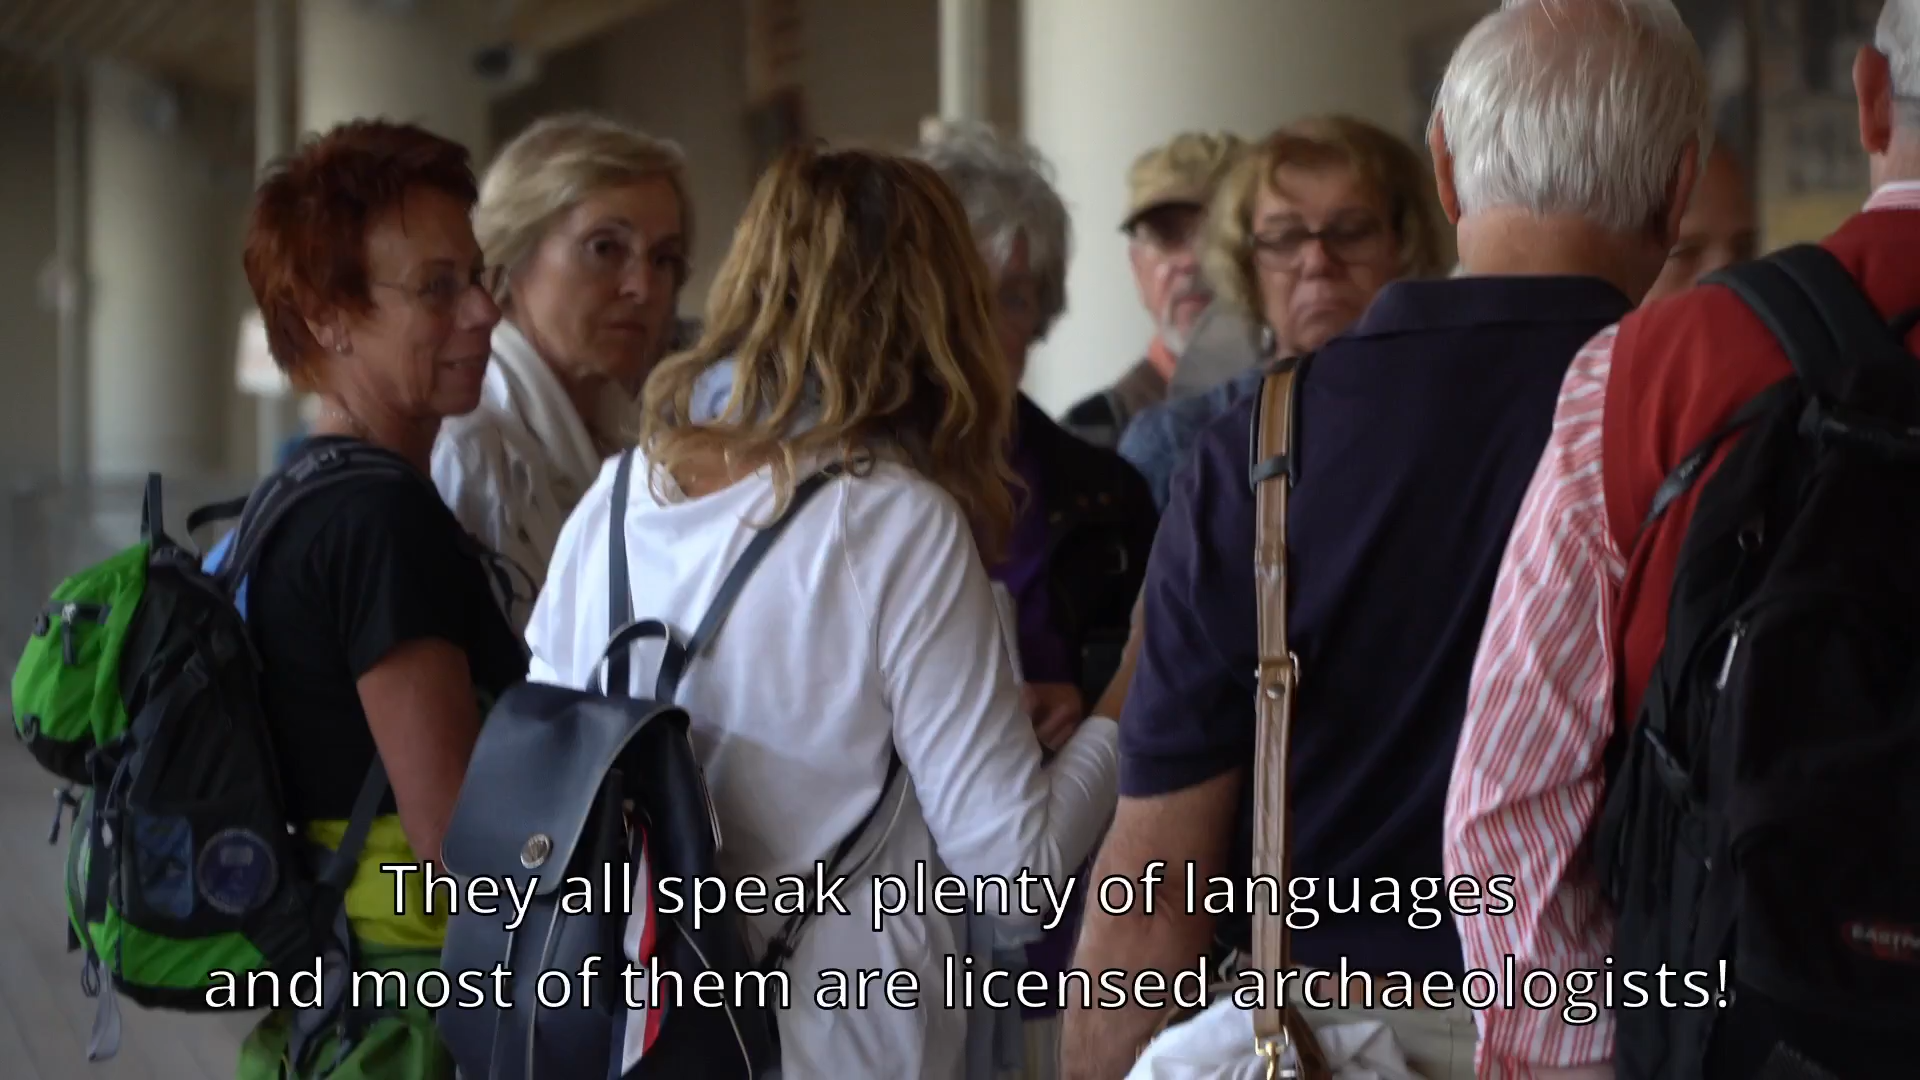 They all speak plenty of languages
and most of them are licensed archaeologists!